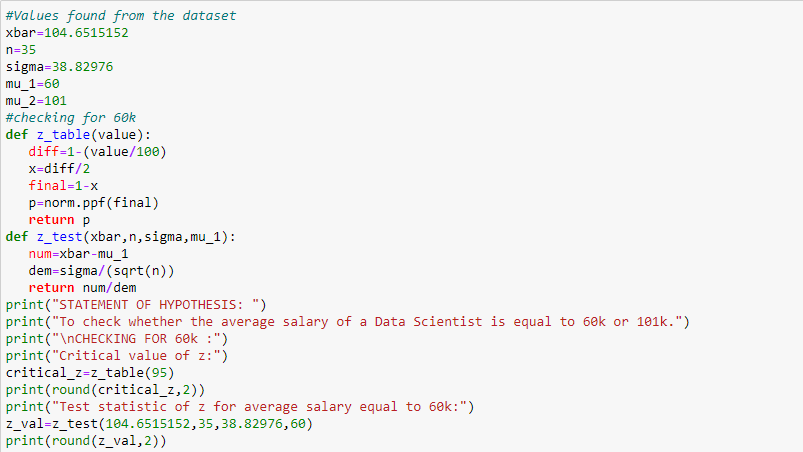 #Values found from the dataset
xbar=104.6515152
n=35
sigma=38.82976
mu_1=60
mu_2=101
#checking for 60k
def z_table(value):
   diff=1-(value/100)
   x=diff/2
   final=1-x
   p=norm.ppf(final)
   return p
def z_test(xbar,n,sigma,mu_1):
   num=xbar-mu_1
   dem=sigma/(sqrt(n))
   return num/dem
print("STATEMENT OF HYPOTHESIS: ")
print("To check whether the average salary of a Data Scientist is equal to 60k or 101k.")
print("\nCHECKING FOR 60k :")
print("Critical value of z:")
critical_z=z_table(95)
print(round(critical_z,2))
print("Test statistic of z for average salary equal to 60k:")
z_val=z_test(104.6515152,35,38.82976,60)
print(round(z_val,2))